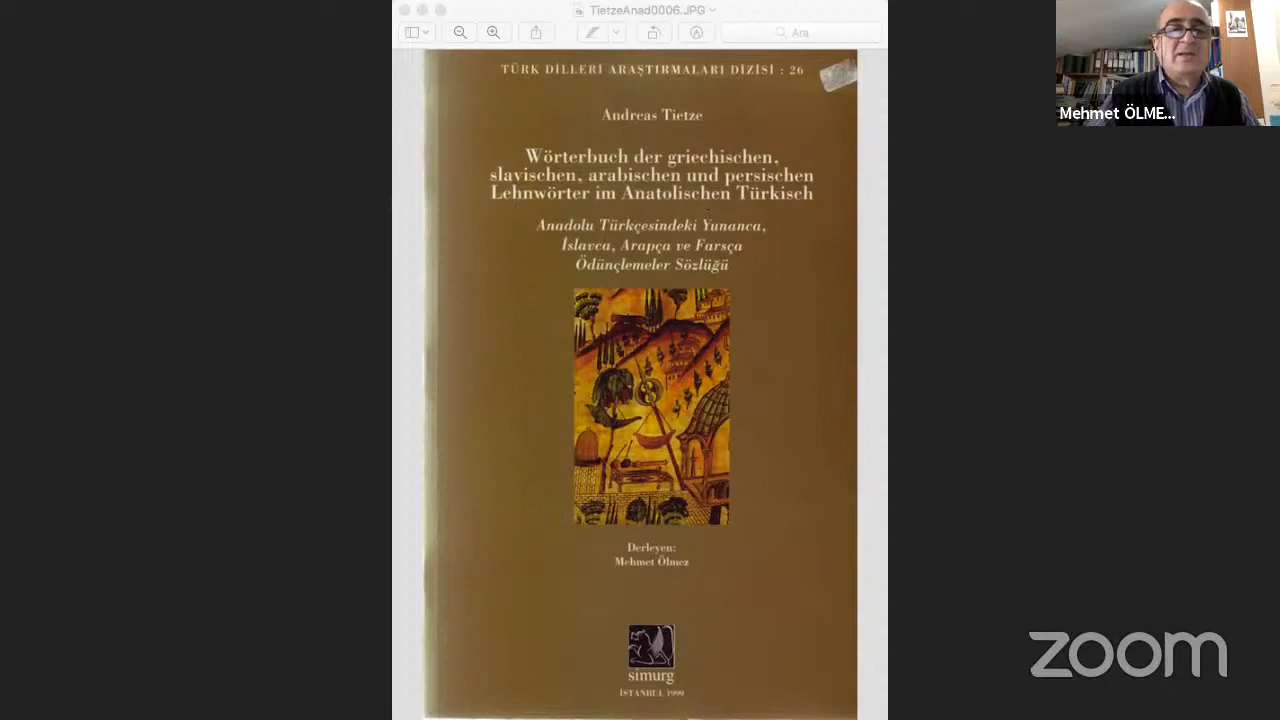 TietzeAnad0006.JPG
Ara
Mehmet ÖLME...
TÜRK DİLLERİ ARAŞTIRMALARI DİZİSİ : 26
Andreas Tietze
Wörterbuch der griechischen,
slavischen, arabischen und persischen
Lehnwörter im Anatolischen Türkisch
Anadolu Türkçesindeki Yunanca,
İslavca, Arapça ve Farsça
Ödünçlemeler Sözlüğü
Derleyen:
Mehmet Ölmez
simurg
İSTANBUL 1999
zoom